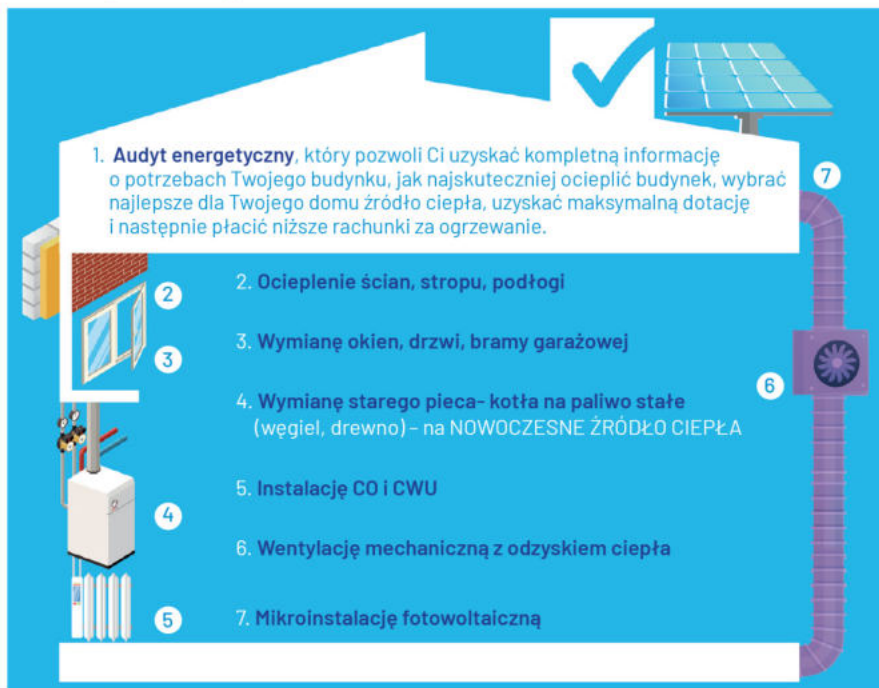 1. Audyt energetyczny, który pozwoli Ci uzyskać kompletną informację
o potrzebach Twojego budynku, jak najskuteczniej ocieplić budynek, wybrać
najlepsze dla Twojego domu źródło ciepła, uzyskać maksymalną dotację
i następnie płacić niższe rachunki za ogrzewanie.
7
2
2. Ocieplenie ścian, stropu, podłogi
3
3. Wymianę okien, drzwi, bramy garażowej
6
4. Wymianę starego pieca- kotła na paliwo stałe
(węgiel, drewno) – na NOWOCZESNE ŹRÓDŁO CIEPŁA
4
5. Instalację CO i CWU
6. Wentylację mechaniczną z odzyskiem ciepła
5
7. Mikroinstalację fotowoltaiczną